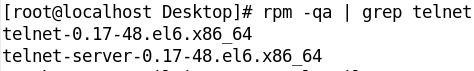 [root@localhost Desktop]# rpm -qa | grep telnet
telnet-0.17-48.el6.x86_64
telnet-server-0.17-48.el6.x86_64